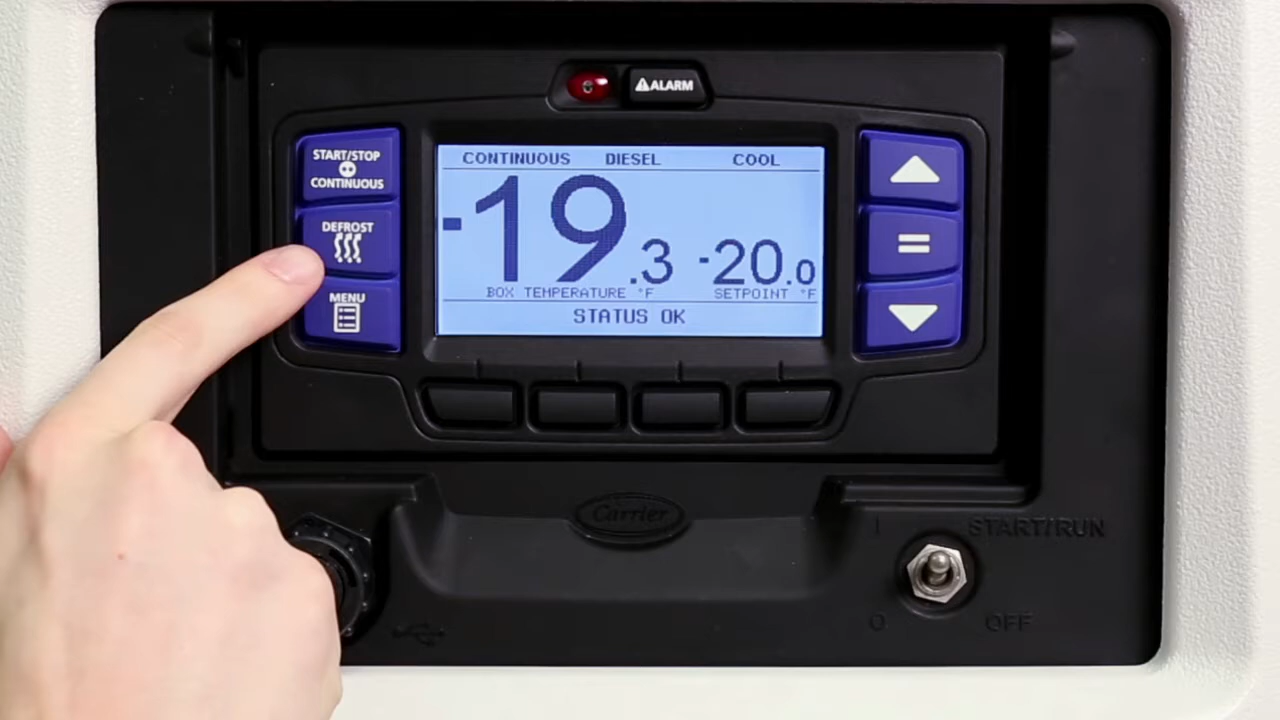 ALARM
START/STOP
CONTINUOUS
DEFROST
MENU
CONTINUOUS DIESEL COOL
-19.3 -20.0
BOX TEMPERATURE °F SETPOINT °F
STATUS OK
Carrier
I START/RUN
O OFF